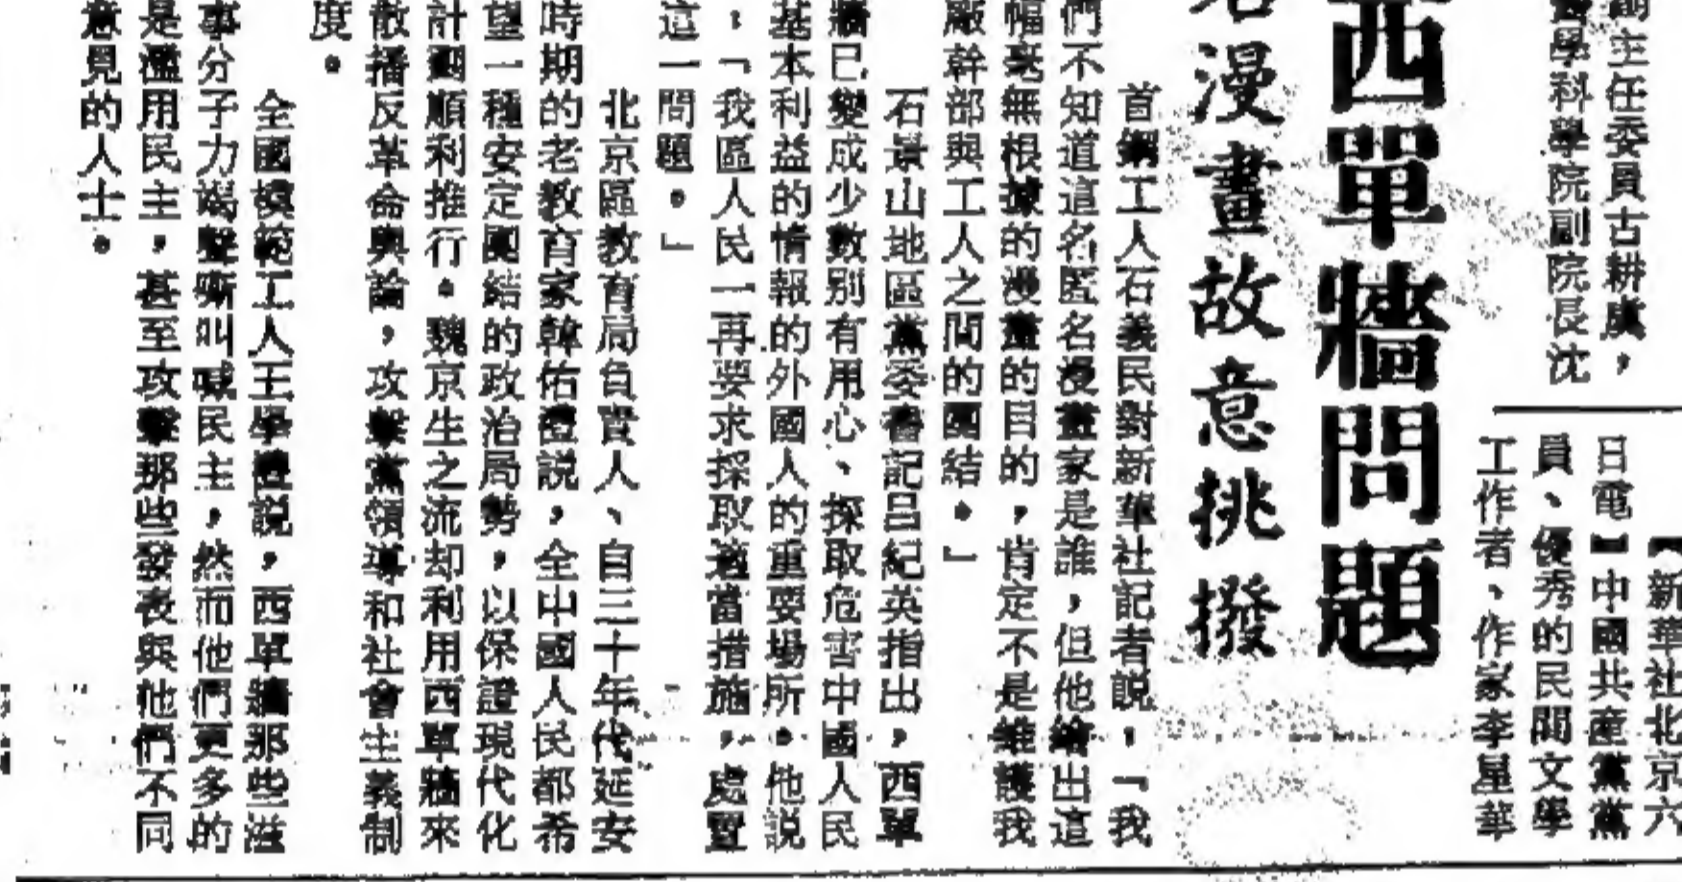 副主任委員古耕虞，
醫學科學院副院長沈
【新華社北京六
日電】中國共產黨黨
員、優秀的民間文學
工作者、作家李星華
西單牆問題
名漫畫故意挑撥
首鋼工人石義民對新華社記者說，「我
們不知道這名匿名漫畫家是誰，但他繪出這
幅毫無根據的漫畫的目的，肯定不是維護我
廠幹部與工人之間的團結。」
石景山地區黨委書記呂紀英指出，西單
牆已變成少數別有用心、採取危害中國人民
基本利益的情報的外國人的重要場所。他說
，「我區人民一再要求採取適當措施，處置
這一問題。」
北京區教育局負責人、自三十年代延安
時期的老教育家韓佑禮說，全中國人民都希
望一種安定團結的政治局勢，以保證現代化
計劃順利推行。魏京生之流却利用西單牆來
散播反革命輿論，攻擊黨領導和社會主義制
度。
全國模範工人王學禮說，西單牆那些滋
事分子力竭聲嘶叫喊民主，然而他們更多的
是濫用民主，甚至攻擊那些發表與他們不同
意見的人士。